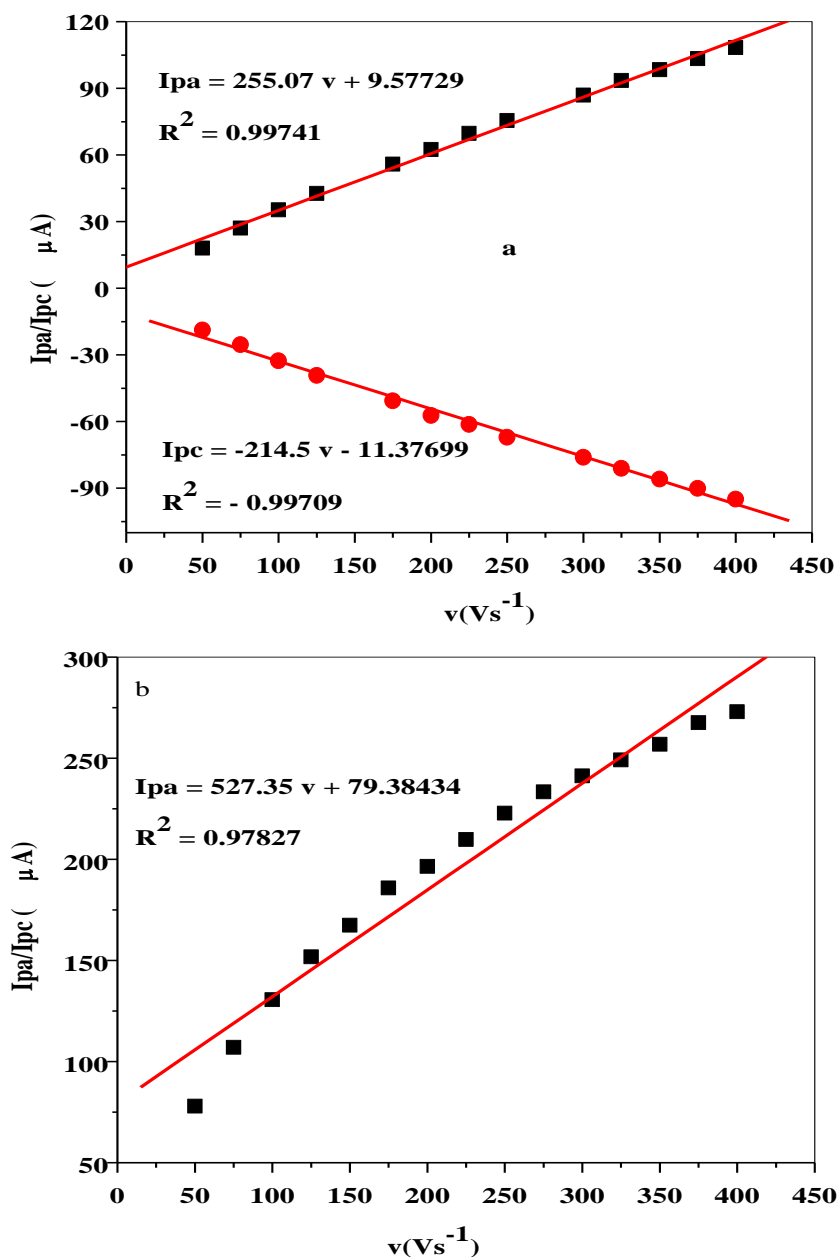 120
90
60
30
0
-30
-60
-90
Ipa/Ipc ( μA)
Ipa = 255.07 v + 9.57729
R² = 0.99741
a
Ipc = -214.5 v - 11.37699
R² = - 0.99709
0 50 100 150 200 250 300 350 400 450
v(Vs⁻¹)
300
250
200
150
100
50
Ipa/Ipc ( μA)
b
Ipa = 527.35 v + 79.38434
R² = 0.97827
0 50 100 150 200 250 300 350 400 450
v(Vs⁻¹)